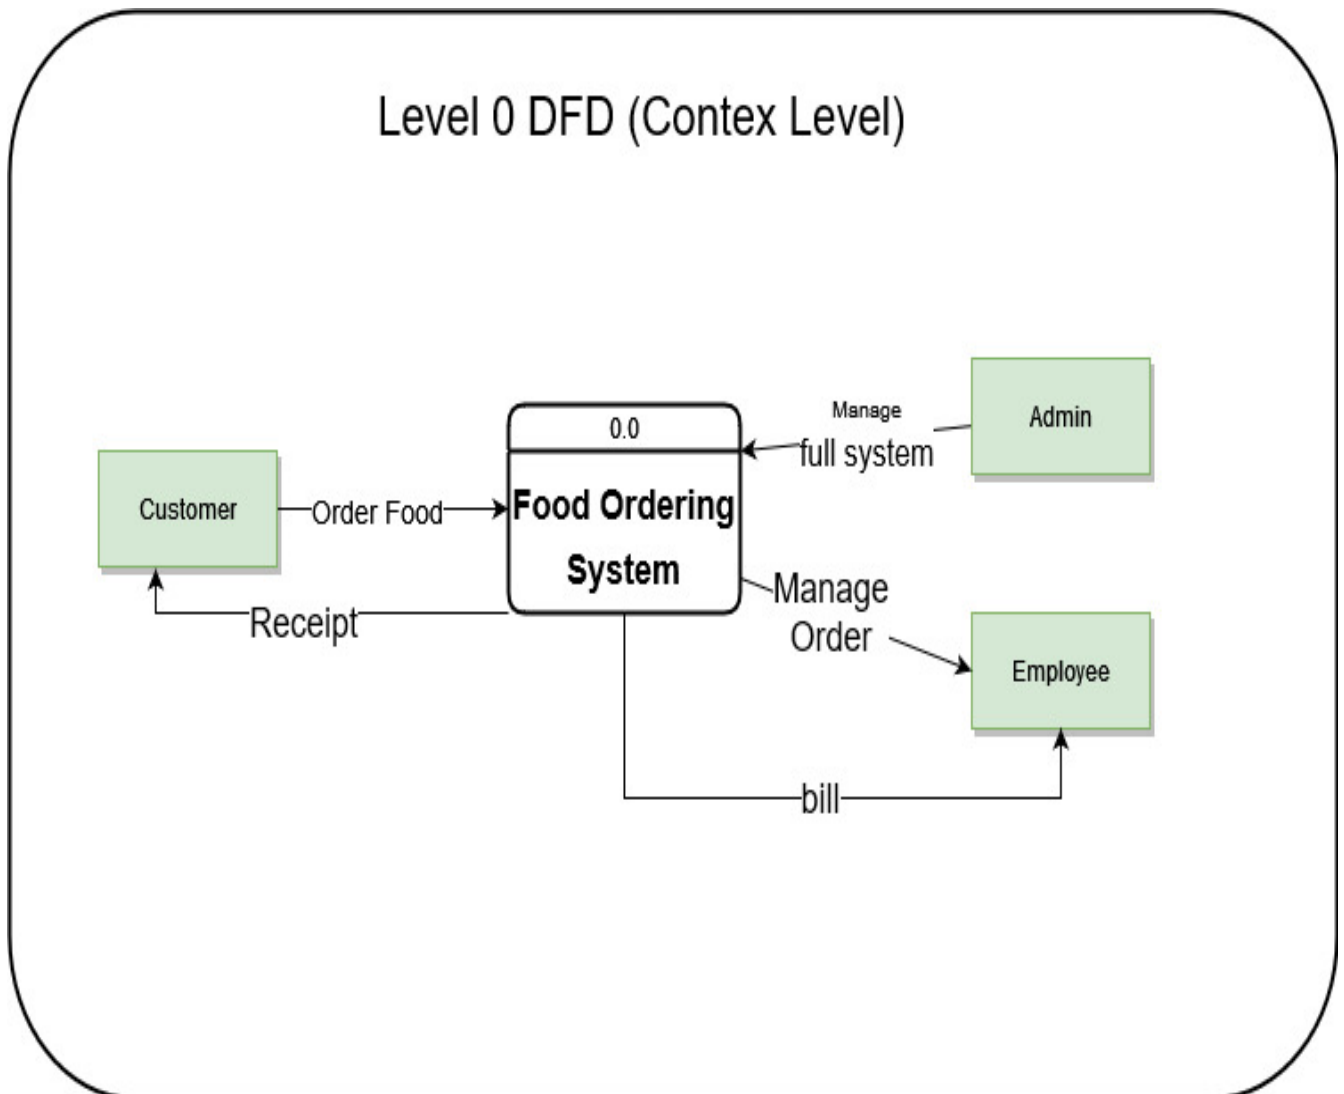 Level 0 DFD (Contex Level)
0.0
Food Ordering
System
Customer
Order Food
Receipt
Manage
full system
Admin
Manage
Order
Employee
bill